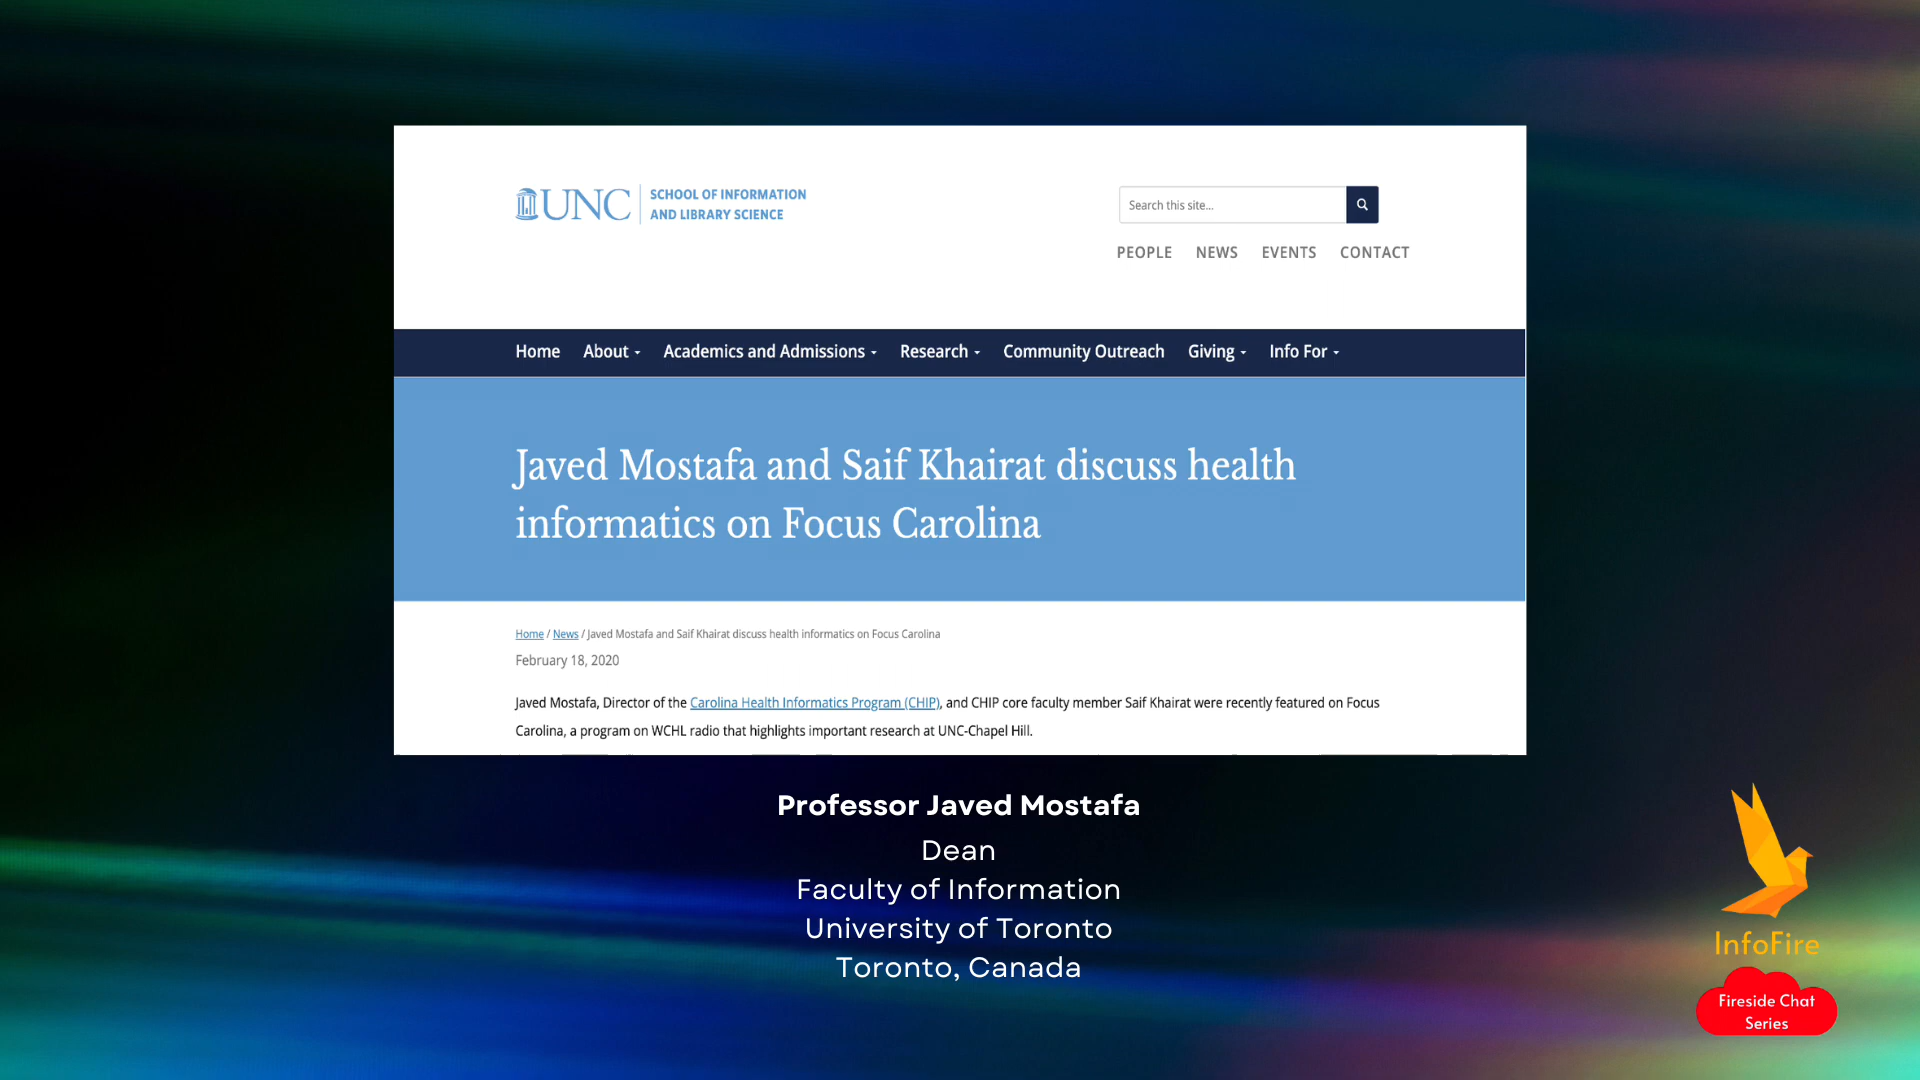 UNC
SCHOOL OF INFORMATION
AND LIBRARY SCIENCE
Search this site...
PEOPLE NEWS EVENTS CONTACT
Home About Academics and Admissions Research Community Outreach Giving Info For
Javed Mostafa and Saif Khairat discuss health
informatics on Focus Carolina
Home / News / Javed Mostafa and Saif Khairat discuss health informatics on Focus Carolina
February 18, 2020
Javed Mostafa, Director of the Carolina Health Informatics Program (CHIP), and CHIP core faculty member Saif Khairat were recently featured on Focus
Carolina, a program on WCHL radio that highlights important research at UNC-Chapel Hill.
Professor Javed Mostafa
Dean
Faculty of Information
University of Toronto
Toronto, Canada
InfoFire
Fireside Chat
Series